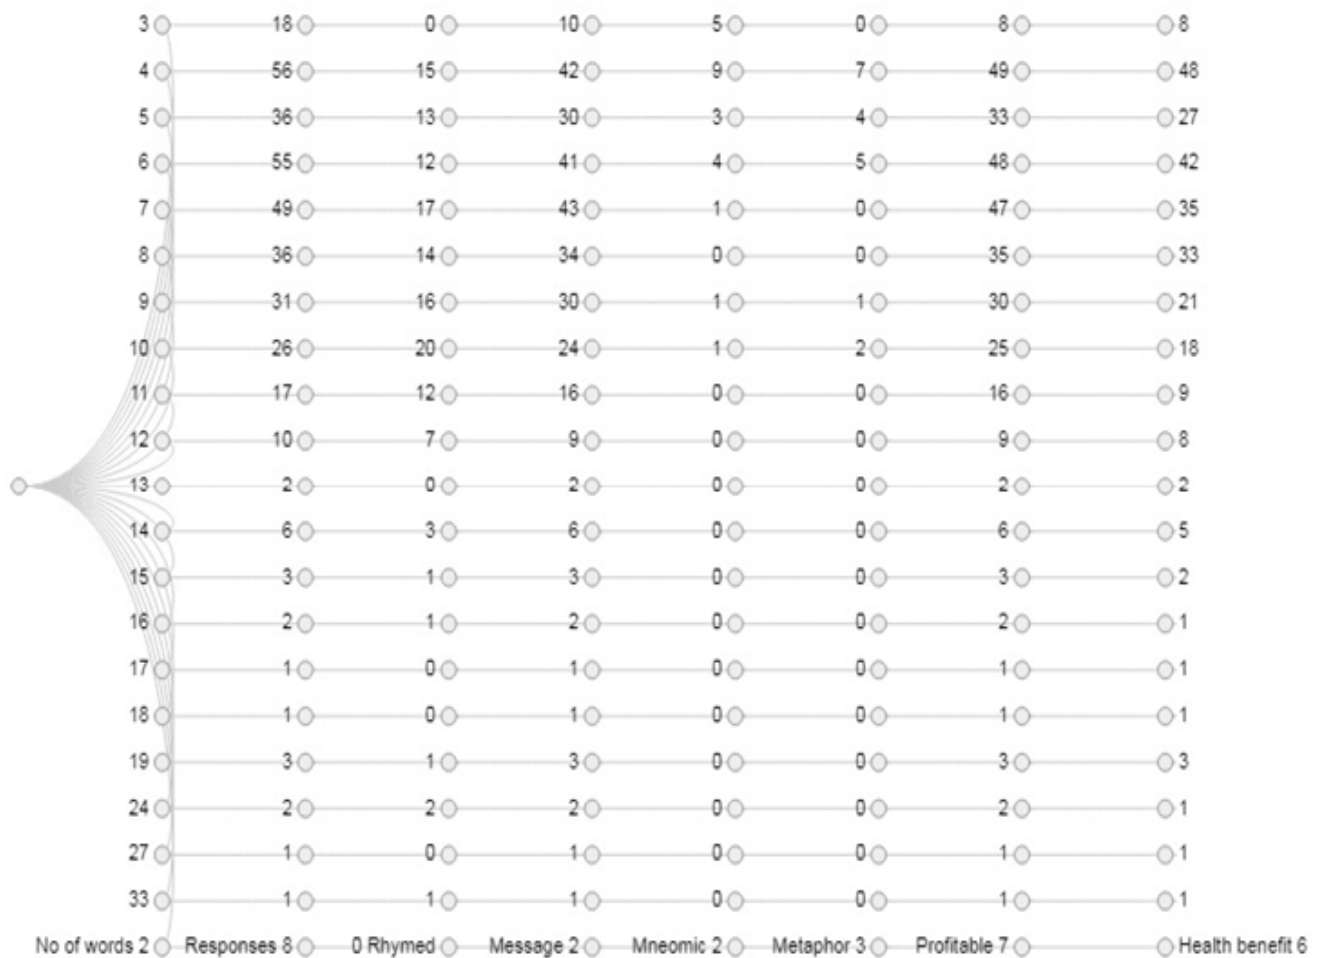 3 18 0 10 5 0 8 8
4 56 15 42 9 7 49 48
5 36 13 30 3 4 33 27
6 55 12 41 4 5 48 42
7 49 17 43 1 0 47 35
8 36 14 34 0 0 35 33
9 31 16 30 1 1 30 21
10 26 20 24 1 2 25 18
11 17 12 16 0 0 16 9
12 10 7 9 0 0 9 8
13 2 0 2 0 0 2 2
14 6 3 6 0 0 6 5
15 3 1 3 0 0 3 2
16 2 1 2 0 0 2 1
17 1 0 1 0 0 1 1
18 1 0 1 0 0 1 1
19 3 1 3 0 0 3 3
24 2 2 2 0 0 2 1
27 1 0 1 0 0 1 1
33 1 1 1 0 0 1 1
No of words 2 Responses 8 0 Rhymed Message 2 Mneomic 2 Metaphor 3 Profitable 7 Health benefit 6